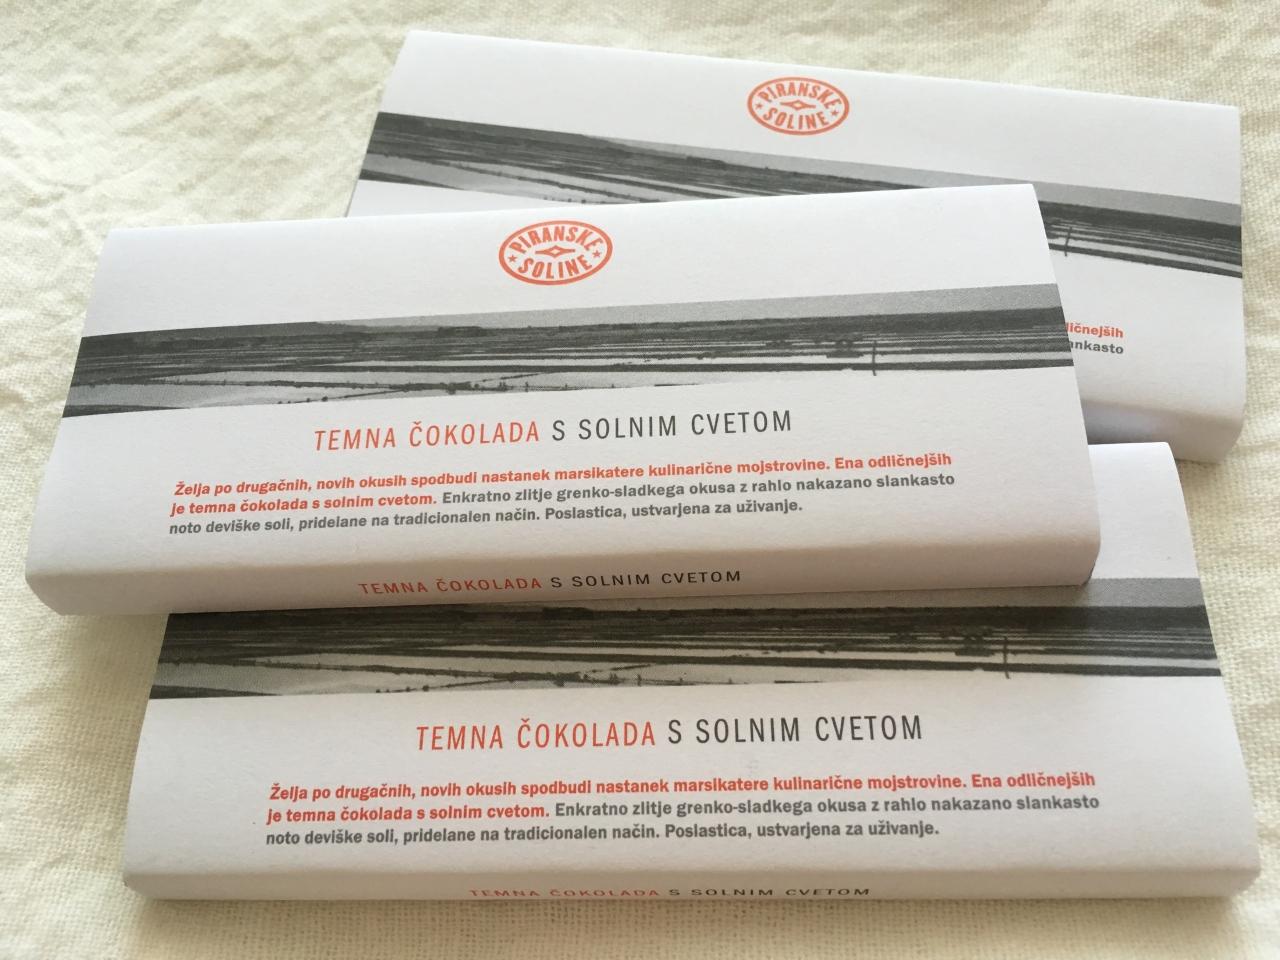 PIRANSKE
SOLINE
ličnejših
ankasto
PIRANSKE
SOLINE
TEMNA ČOKOLADA S SOLNIM CVETOM
Želja po drugačnih, novih okusih spodbudi nastanek marsikatere kulinarične mojstrovine. Ena odličnejših
je temna čokolada s solnim cvetom. Enkratno zlitje grenko-sladkega okusa z rahlo nakazano slankasto
noto deviške soli, pridelane na tradicionalen način. Poslastica, ustvarjena za uživanje.
TEMNA ČOKOLADA S SOLNIM CVETOM
TEMNA ČOKOLADA S SOLNIM CVETOM
Želja po drugačnih, novih okusih spodbudi nastanek marsikatere kulinarične mojstrovine. Ena odličnejših
je temna čokolada s solnim cvetom. Enkratno zlitje grenko-sladkega okusa z rahlo nakazano slankasto
noto deviške soli, pridelane na tradicionalen način. Poslastica, ustvarjena za uživanje.
TEMNA ČOKOLADA S SOLNIM CVETOM